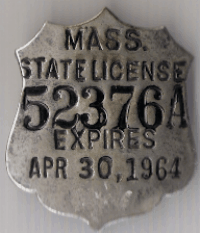 MASS.
STATE LICENSE
52376A
EXPIRES
APR 30, 1964